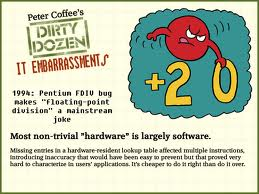 Peter Coffee's
DIRTY
DOZEN
IT EMBARRASSMENTS
1994: Pentium FDIV bug
makes "floating-point
division" a mainstream
joke
+20
Most non-trivial "hardware" is largely software.
Missing entries in a hardware-resident lookup table affected multiple instructions,
introducing inaccuracy that would have been easy to prevent but that proved very
hard to characterize in users' applications. It's cheaper to do it right than do it over.